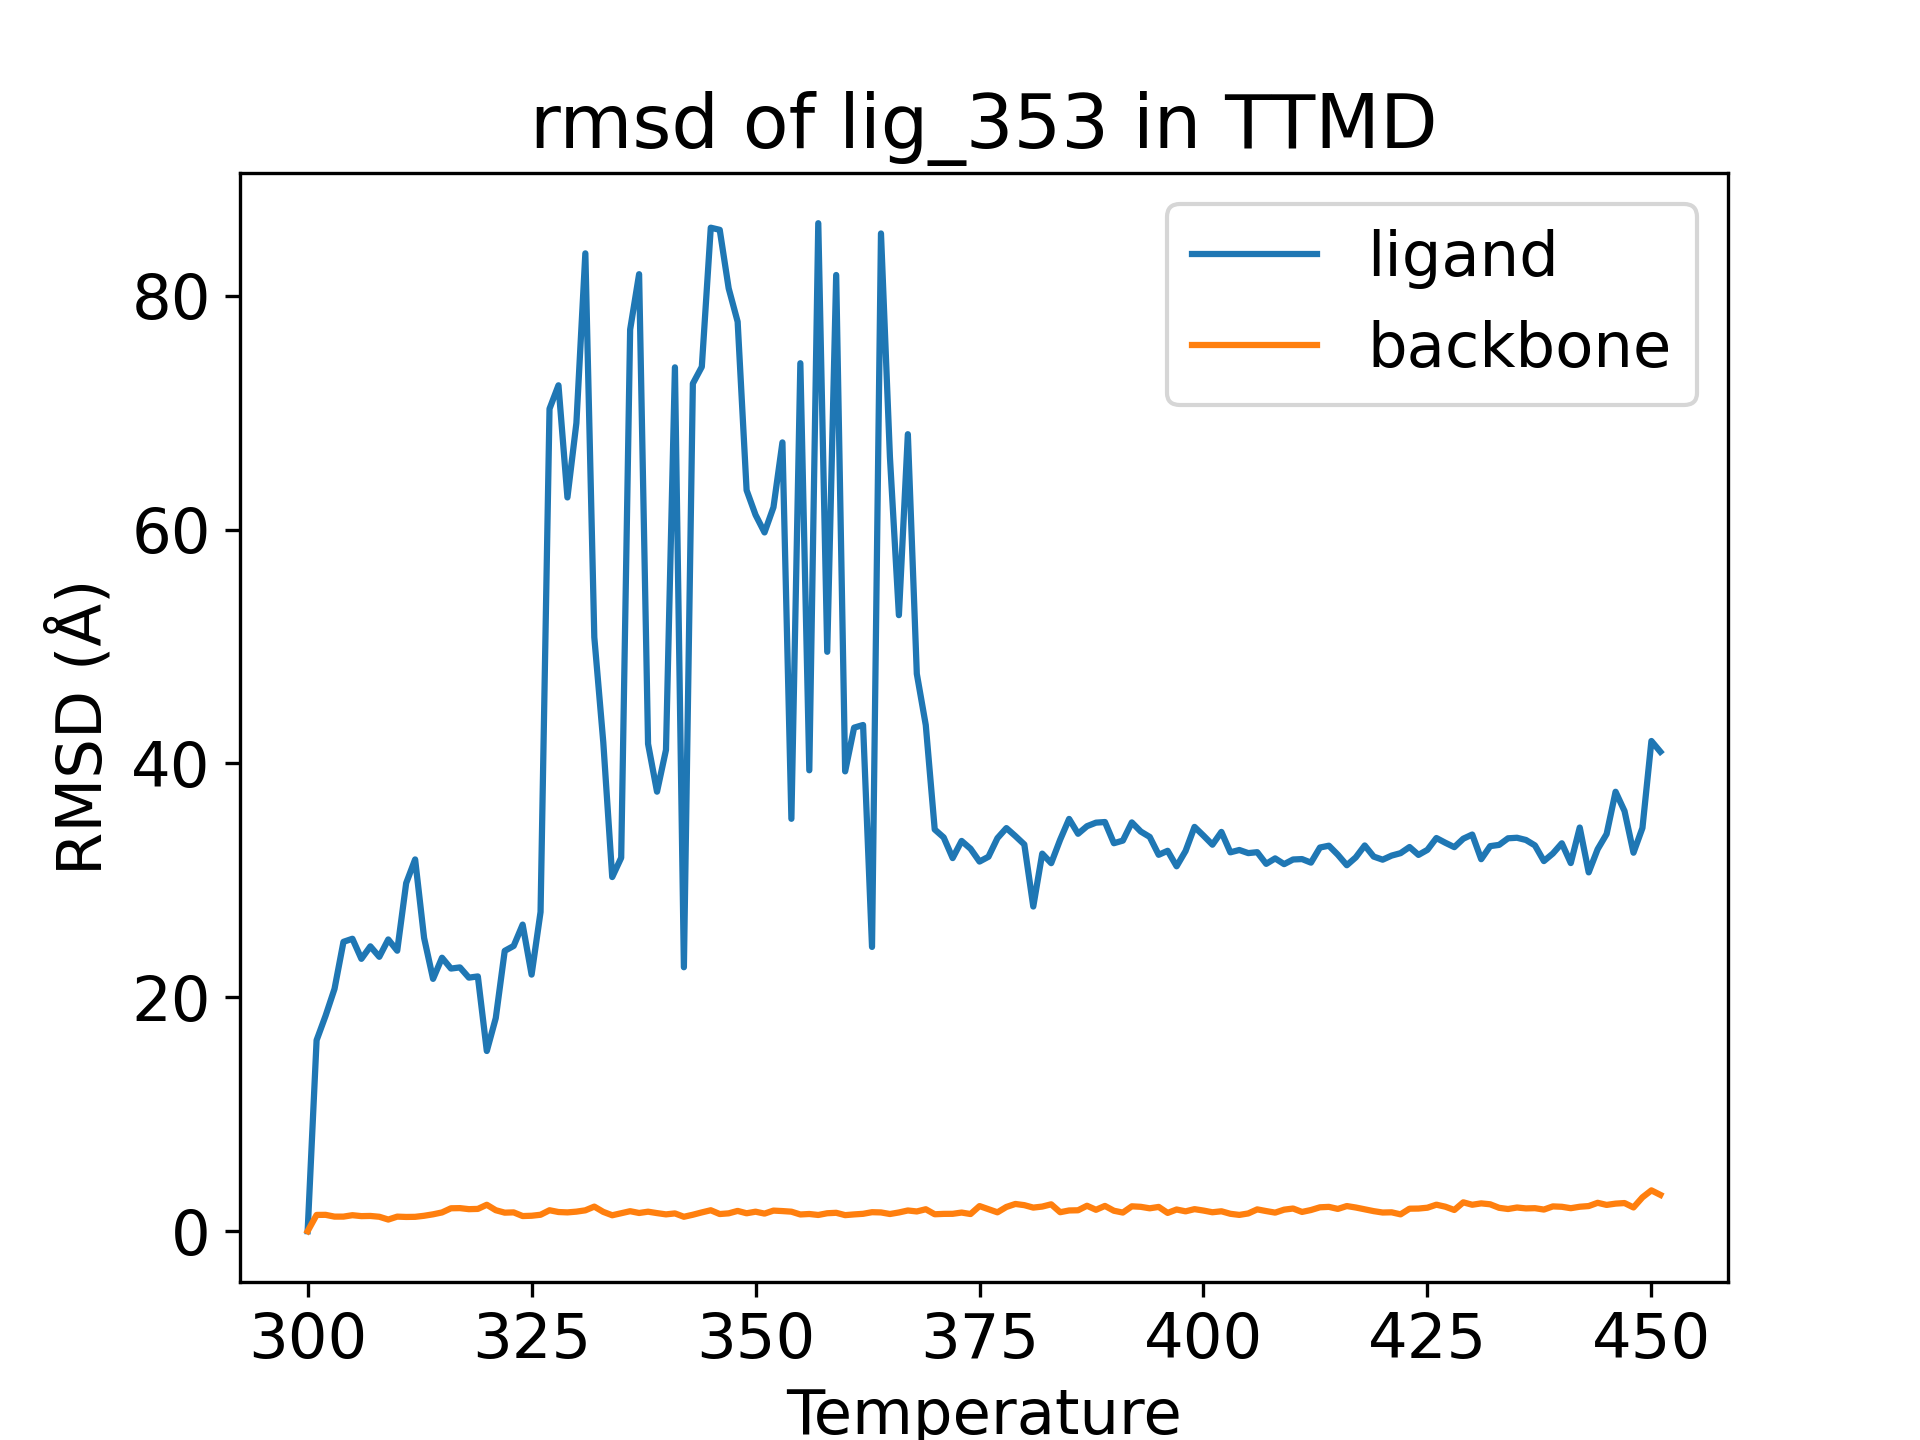 rmsd of lig_353 in TTMD
ligand
backbone
RMSD (Å)
80
60
40
20
0
300 325 350 375 400 425 450
Temperature